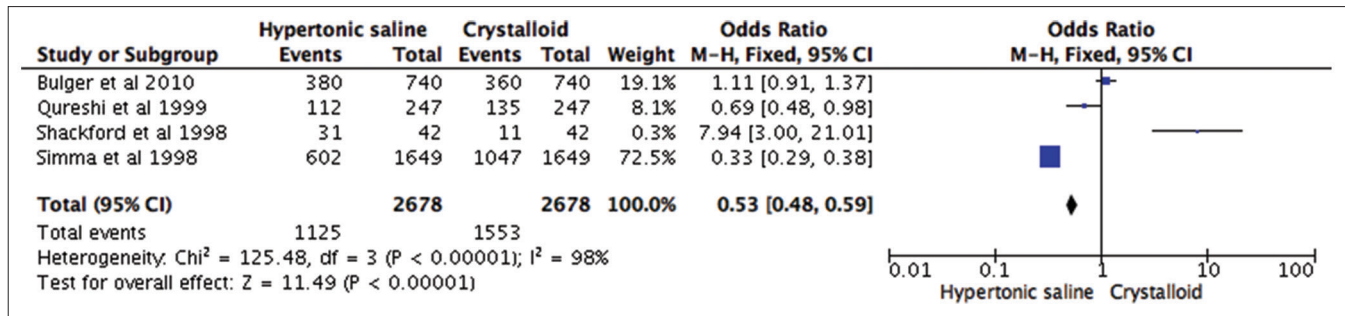 Hypertonic saline Crystalloid Odds Ratio Odds Ratio
Study or Subgroup Events Total Events Total Weight M-H, Fixed, 95% CI M-H, Fixed, 95% CI
Bulger et al 2010 380 740 360 740 19.1% 1.11 [0.91, 1.37]
Qureshi et al 1999 112 247 135 247 8.1% 0.69 [0.48, 0.98]
Shackford et al 1998 31 42 11 42 0.3% 7.94 [3.00, 21.01]
Simma et al 1998 602 1649 1047 1649 72.5% 0.33 [0.29, 0.38]
Total (95% CI) 2678 2678 100.0% 0.53 [0.48, 0.59]
Total events 1125 1553
Heterogeneity: Chi² = 125.48, df = 3 (P < 0.00001); I² = 98%
Test for overall effect: Z = 11.49 (P < 0.00001)
0.01 0.1 1 10 100
Hypertonic saline Crystalloid